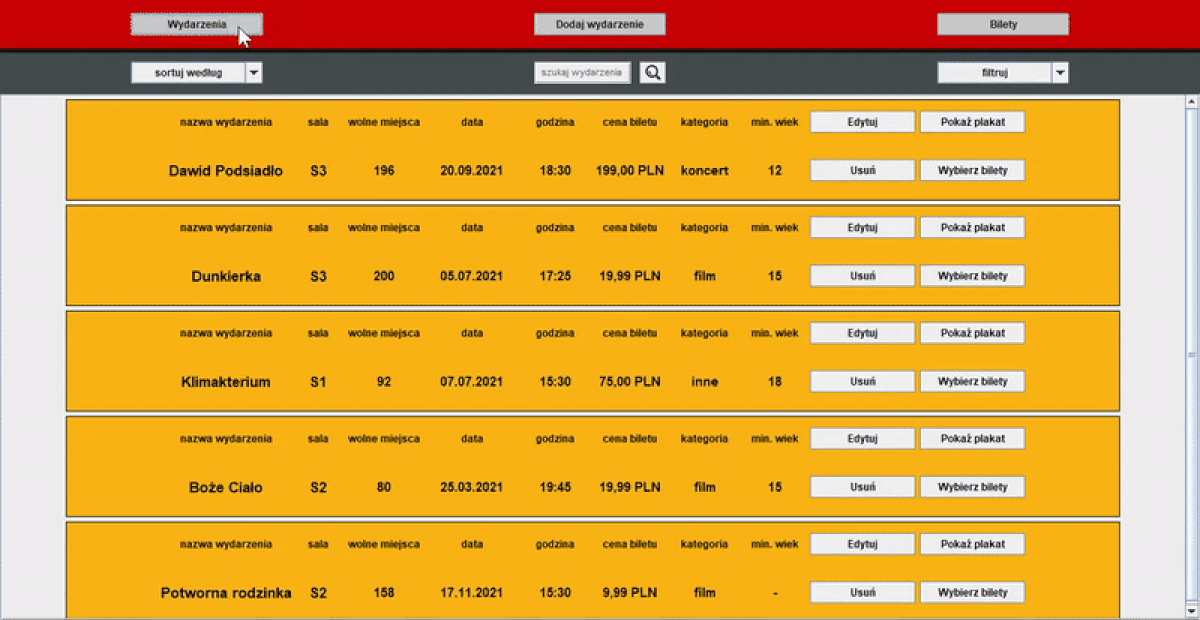 Wydarzenia Dodaj wydarzenie Bilety
sortuj według szukaj wydarzenia filtruj
nazwa wydarzenia sala wolne miejsca data godzina cena biletu kategoria min. wiek Edytuj Pokaż plakat
Dawid Podsiadło S3 196 20.09.2021 18:30 199,00 PLN koncert 12 Usuń Wybierz bilety
nazwa wydarzenia sala wolne miejsca data godzina cena biletu kategoria min. wiek Edytuj Pokaż plakat
Dunkierka S3 200 05.07.2021 17:25 19,99 PLN film 15 Usuń Wybierz bilety
nazwa wydarzenia sala wolne miejsca data godzina cena biletu kategoria min. wiek Edytuj Pokaż plakat
Klimakterium S1 92 07.07.2021 15:30 75,00 PLN inne 18 Usuń Wybierz bilety
nazwa wydarzenia sala wolne miejsca data godzina cena biletu kategoria min. wiek Edytuj Pokaż plakat
Boże Ciało S2 80 25.03.2021 19:45 19,99 PLN film 15 Usuń Wybierz bilety
nazwa wydarzenia sala wolne miejsca data godzina cena biletu kategoria min. wiek Edytuj Pokaż plakat
Potworna rodzinka S2 158 17.11.2021 15:30 9,99 PLN film - Usuń Wybierz bilety